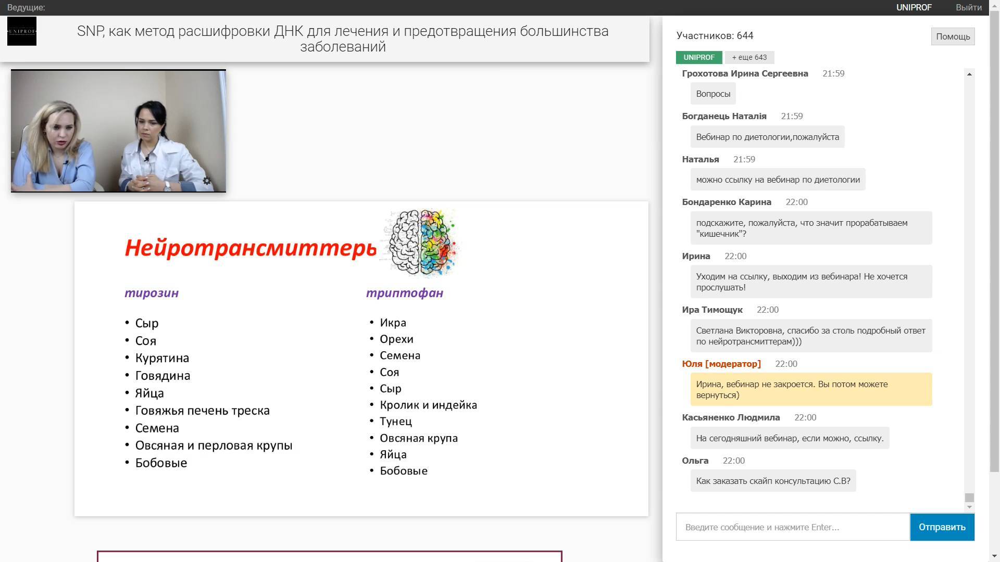 Ведущие:
UNIPROF
Выйти
UNIPROF
SNP, как метод расшифровки ДНК для лечения и предотвращения большинства
заболеваний
Нейротрансмиттеры
тирозин
• Сыр
• Соя
• Курятина
• Говядина
• Яйца
• Говяжья печень треска
• Семена
• Овсяная и перловая крупы
• Бобовые
триптофан
• Икра
• Орехи
• Семена
• Соя
• Сыр
• Кролик и индейка
• Тунец
• Овсяная крупа
• Яйца
• Бобовые
Участников: 644
Помощь
UNIPROF
+ еще 643
Грохотова Ирина Сергеевна 21:59
Вопросы
Богданець Наталія 21:59
Вебинар по диетологии,пожалуйста
Наталья 21:59
можно ссылку на вебинар по диетологии
Бондаренко Карина 22:00
подскажите, пожалуйста, что значит прорабатываем
"кишечник"?
Ирина 22:00
Уходим на ссылку, выходим из вебинара! Не хочется
прослушать!
Ира Тимощук 22:00
Светлана Викторовна, спасибо за столь подробный ответ
по нейротрансмиттерам)))
Юля [модератор] 22:00
Ирина, вебинар не закроется. Вы потом можете
вернуться)
Касьяненко Людмила 22:00
На сегодняшний вебинар, если можно, ссылку.
Ольга 22:00
Как заказать скайп консультацию С.В?
Введите сообщение и нажмите Enter...
Отправить